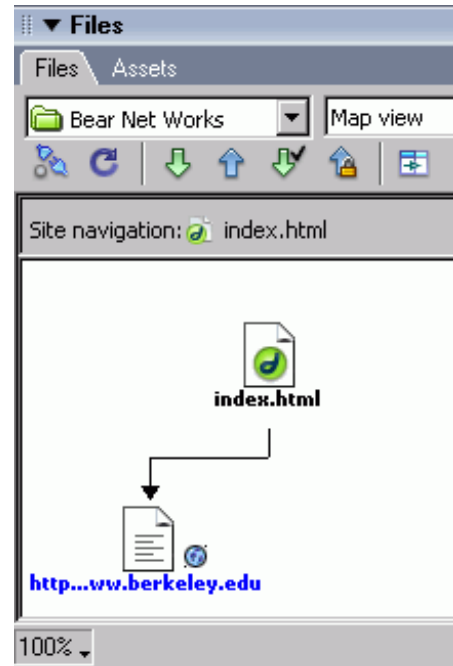 Files
Files Assets
Bear Net Works Map view
Site navigation: index.html
index.html
http...ww.berkeley.edu
100%